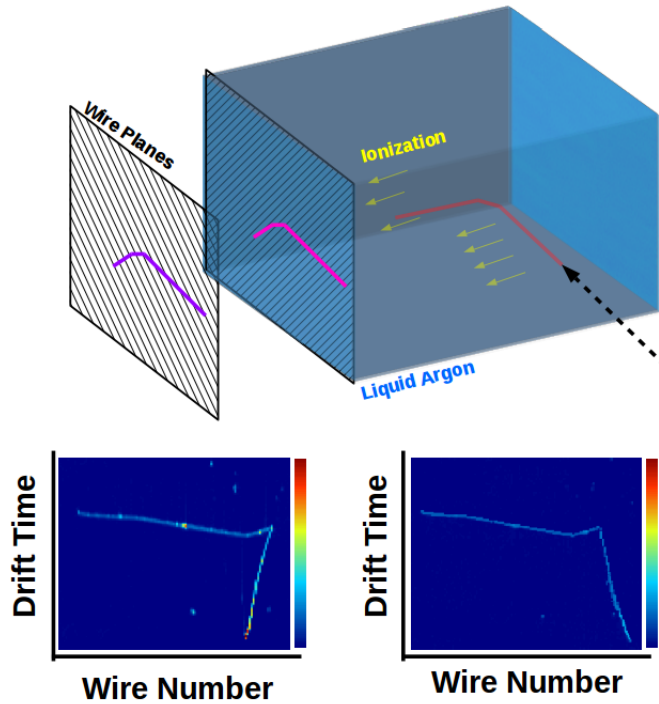 Wire Planes
Ionization
Liquid Argon
Drift Time
Wire Number
Drift Time
Wire Number